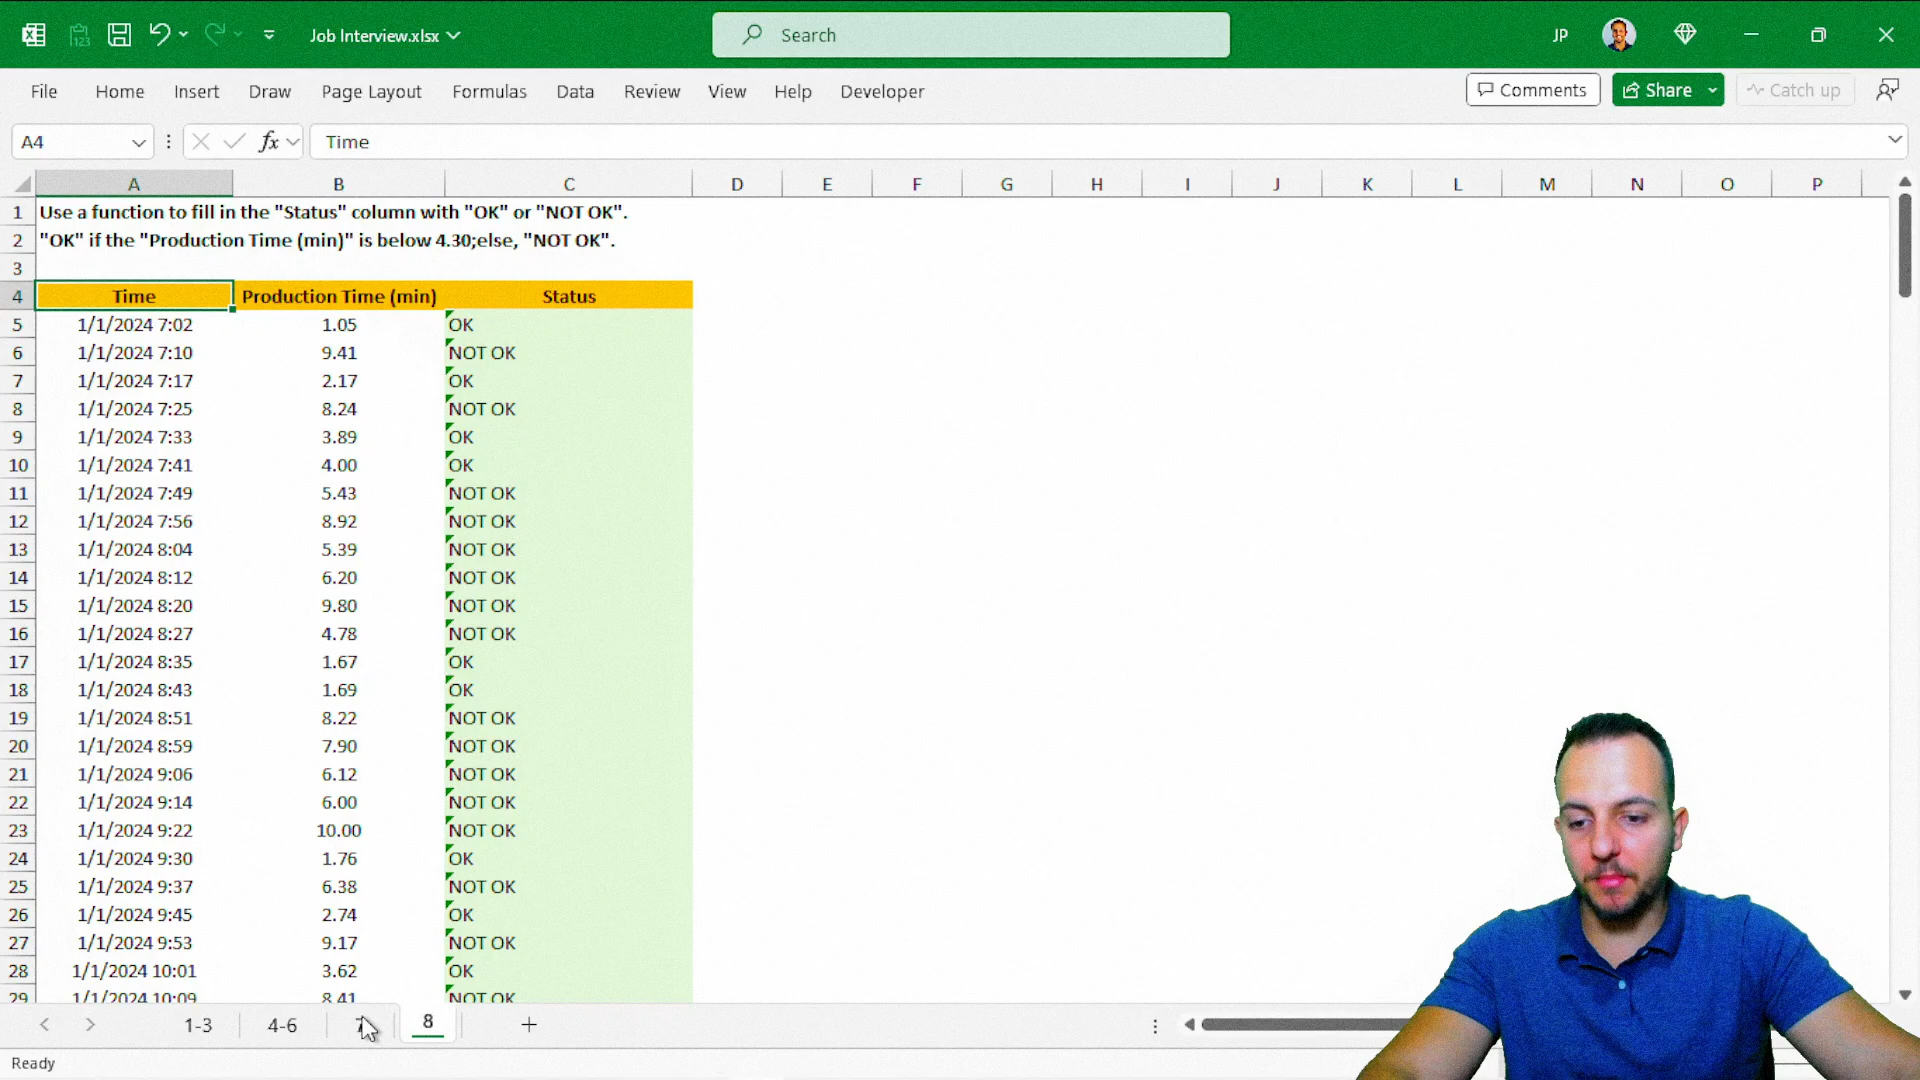 Job Interview.xlsx
Search
JP
File Home Insert Draw Page Layout Formulas Data Review View Help Developer
Comments Share Catch up
A4 fx Time
A B C D E F G H I J K L M N O P
1 Use a function to fill in the "Status" column with "OK" or "NOT OK".
2 "OK" if the "Production Time (min)" is below 4.30;else, "NOT OK".
3
4 Time Production Time (min) Status
5 1/1/2024 7:02 1.05 OK
6 1/1/2024 7:10 9.41 NOT OK
7 1/1/2024 7:17 2.17 OK
8 1/1/2024 7:25 8.24 NOT OK
9 1/1/2024 7:33 3.89 OK
10 1/1/2024 7:41 4.00 OK
11 1/1/2024 7:49 5.43 NOT OK
12 1/1/2024 7:56 8.92 NOT OK
13 1/1/2024 8:04 5.39 NOT OK
14 1/1/2024 8:12 6.20 NOT OK
15 1/1/2024 8:20 9.80 NOT OK
16 1/1/2024 8:27 4.78 NOT OK
17 1/1/2024 8:35 1.67 OK
18 1/1/2024 8:43 1.69 OK
19 1/1/2024 8:51 8.22 NOT OK
20 1/1/2024 8:59 7.90 NOT OK
21 1/1/2024 9:06 6.12 NOT OK
22 1/1/2024 9:14 6.00 NOT OK
23 1/1/2024 9:22 10.00 NOT OK
24 1/1/2024 9:30 1.76 OK
25 1/1/2024 9:37 6.38 NOT OK
26 1/1/2024 9:45 2.74 OK
27 1/1/2024 9:53 9.17 NOT OK
28 1/1/2024 10:01 3.62 OK
29 1/1/2024 10:09 8.41 NOT OK
1-3 4-6 7 8
Ready